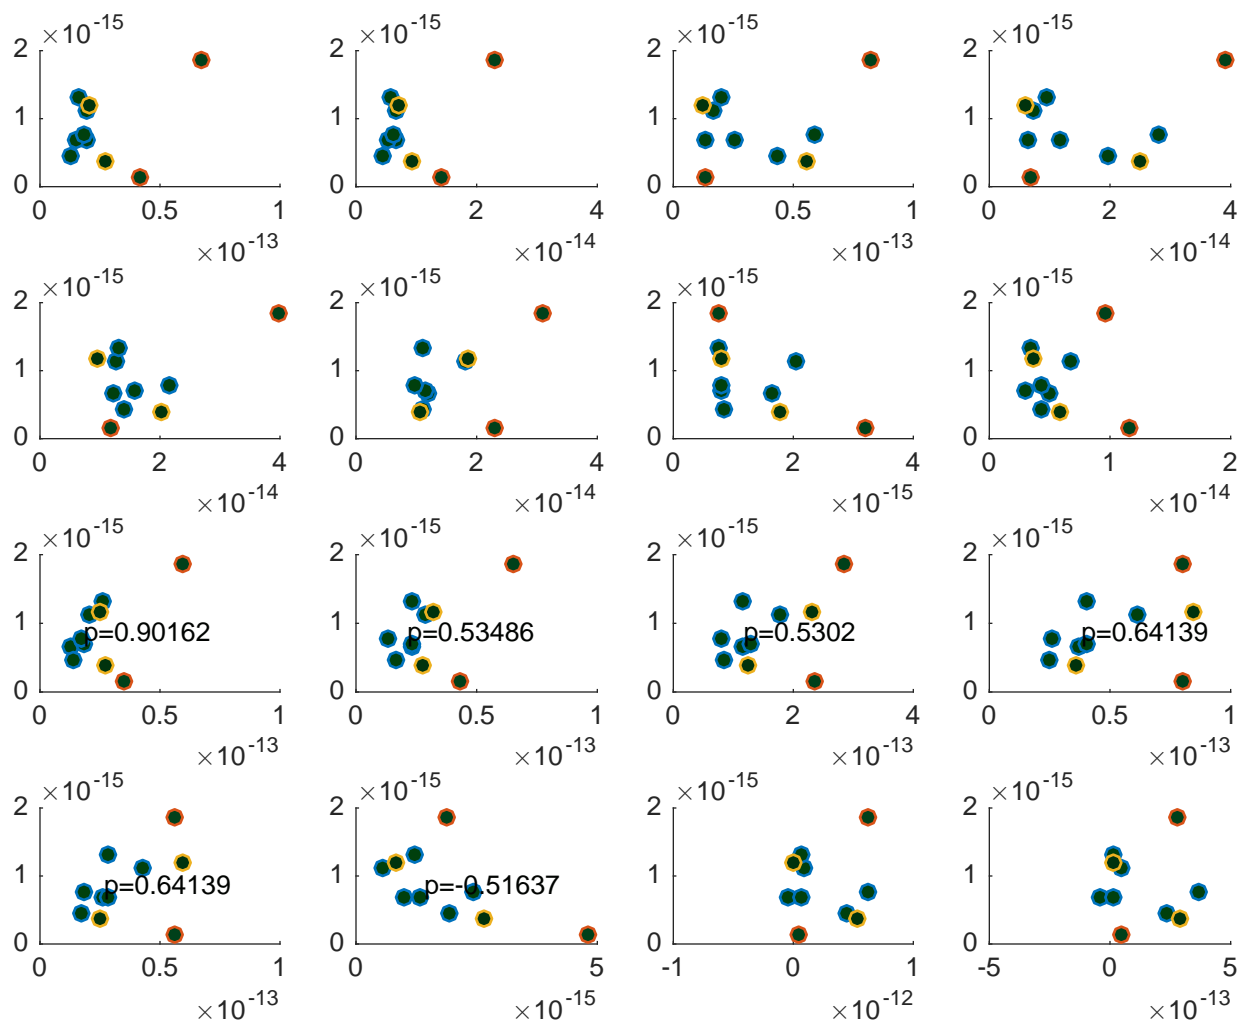 ×10-15 ×10-15 ×10-15 ×10-15
2 2 2 2
1 1 1 1
0 0 0 0
0 0.5 1 0 2 4 0 0.5 1 0 2 4
×10-13 ×10-14 ×10-13 ×10-14
×10-15 ×10-15 ×10-15 ×10-15
2 2 2 2
1 1 1 1
0 0 0 0
0 2 4 0 2 4 0 2 4 0 1 2
×10-14 ×10-14 ×10-15 ×10-14
×10-15 ×10-15 ×10-15 ×10-15
2 2 2 2
1 p=0.90162 1 p=0.53486 1 p=0.5302 1 p=0.64139
0 0 0 0
0 0.5 1 0 0.5 1 0 2 4 0 0.5 1
×10-13 ×10-13 ×10-13 ×10-13
×10-15 ×10-15 ×10-15 ×10-15
2 2 2 2
1 p=0.64139 1 p=-0.51637 1 1
0 0 0 0
0 0.5 1 0 5 -1 0 1 -5 0 5
×10-13 ×10-15 ×10-12 ×10-13